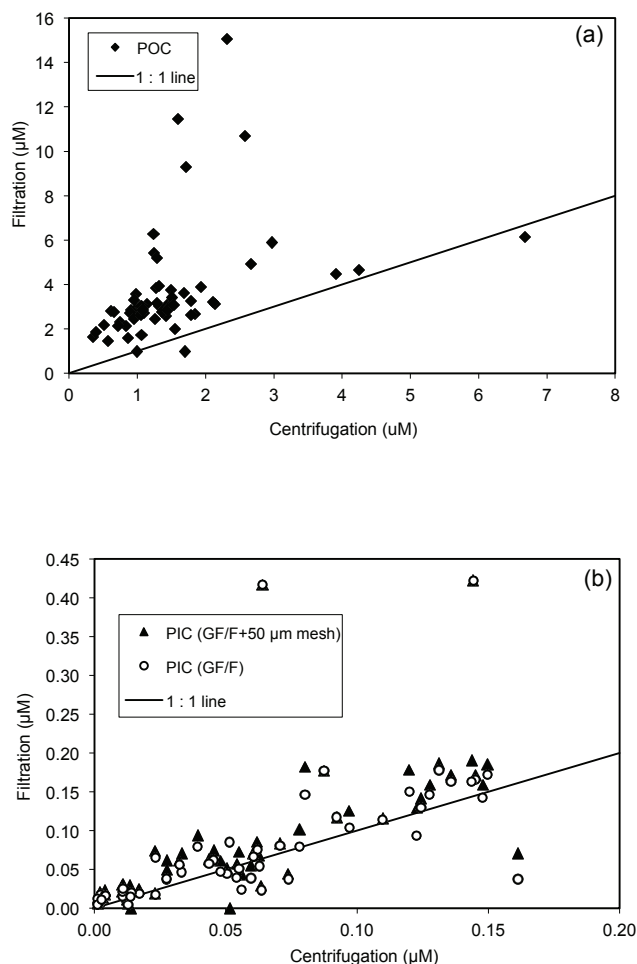 (a)
POC
1 : 1 line
16
14
12
10
8
6
4
2
0
Filtration (µM)
0 1 2 3 4 5 6 7 8
Centrifugation (uM)
(b)
PIC (GF/F+50 µm mesh)
PIC (GF/F)
1 : 1 line
0.45
0.40
0.35
0.30
0.25
0.20
0.15
0.10
0.05
0.00
Filtration (µM)
0.00 0.05 0.10 0.15 0.20
Centrifugation (µM)